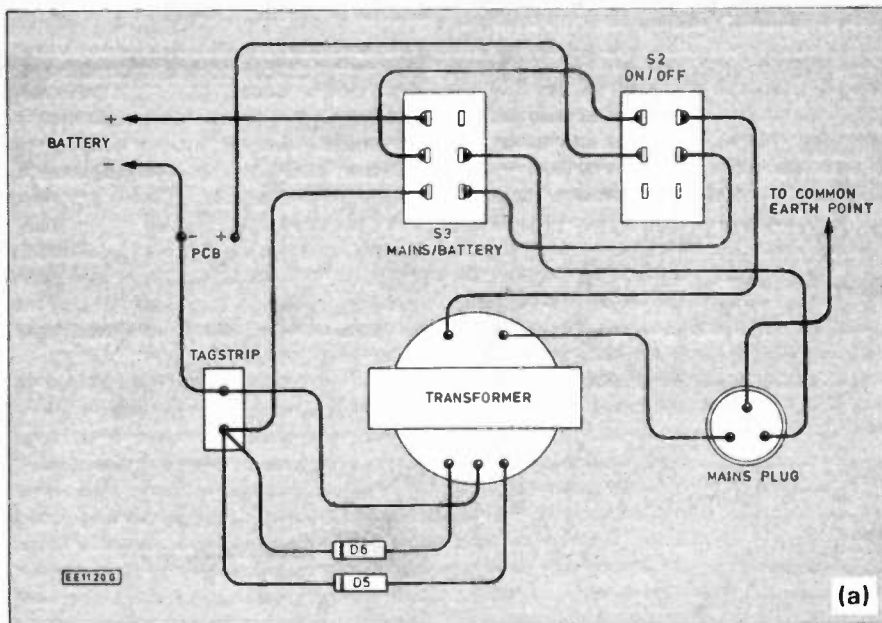 S2
ON/OFF
+
BATTERY
-
- +
PCB
S3
MAINS/BATTERY
TO COMMON
EARTH POINT
TAGSTRIP
TRANSFORMER
MAINS PLUG
D6
D5
EE1120G
(a)